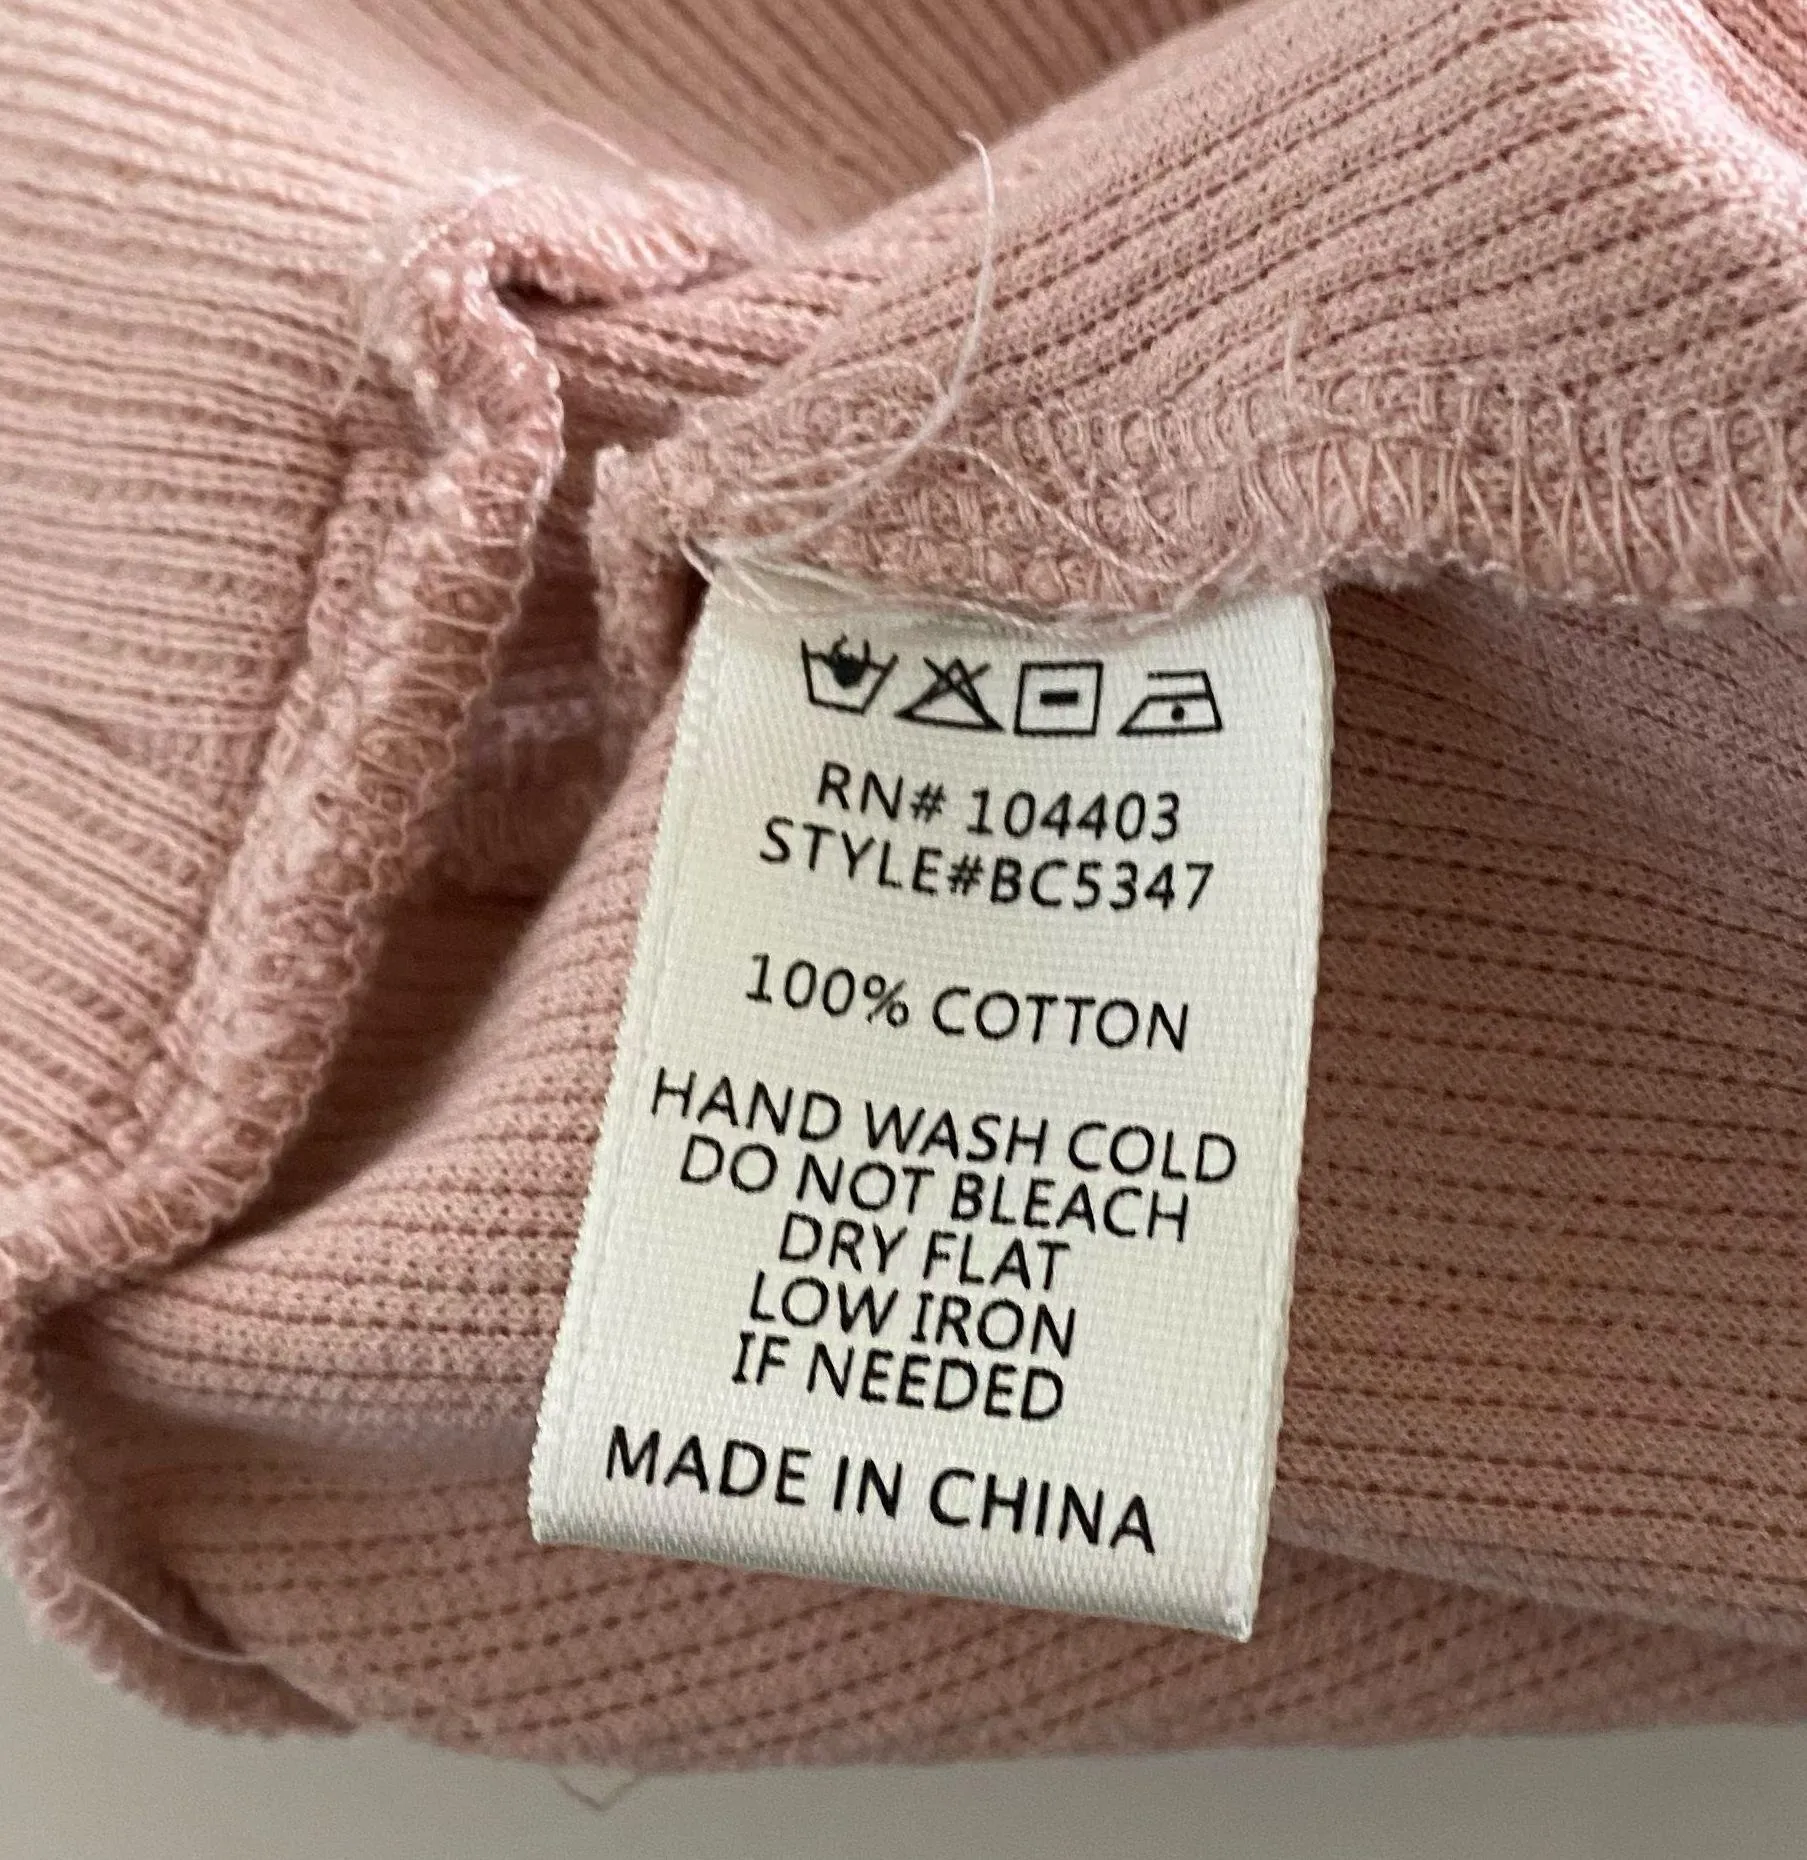 RN# 104403
STYLE#BC5347
100% COTTON
HAND WASH COLD
DO NOT BLEACH
DRY FLAT
LOW IRON
IF NEEDED
MADE IN CHINA